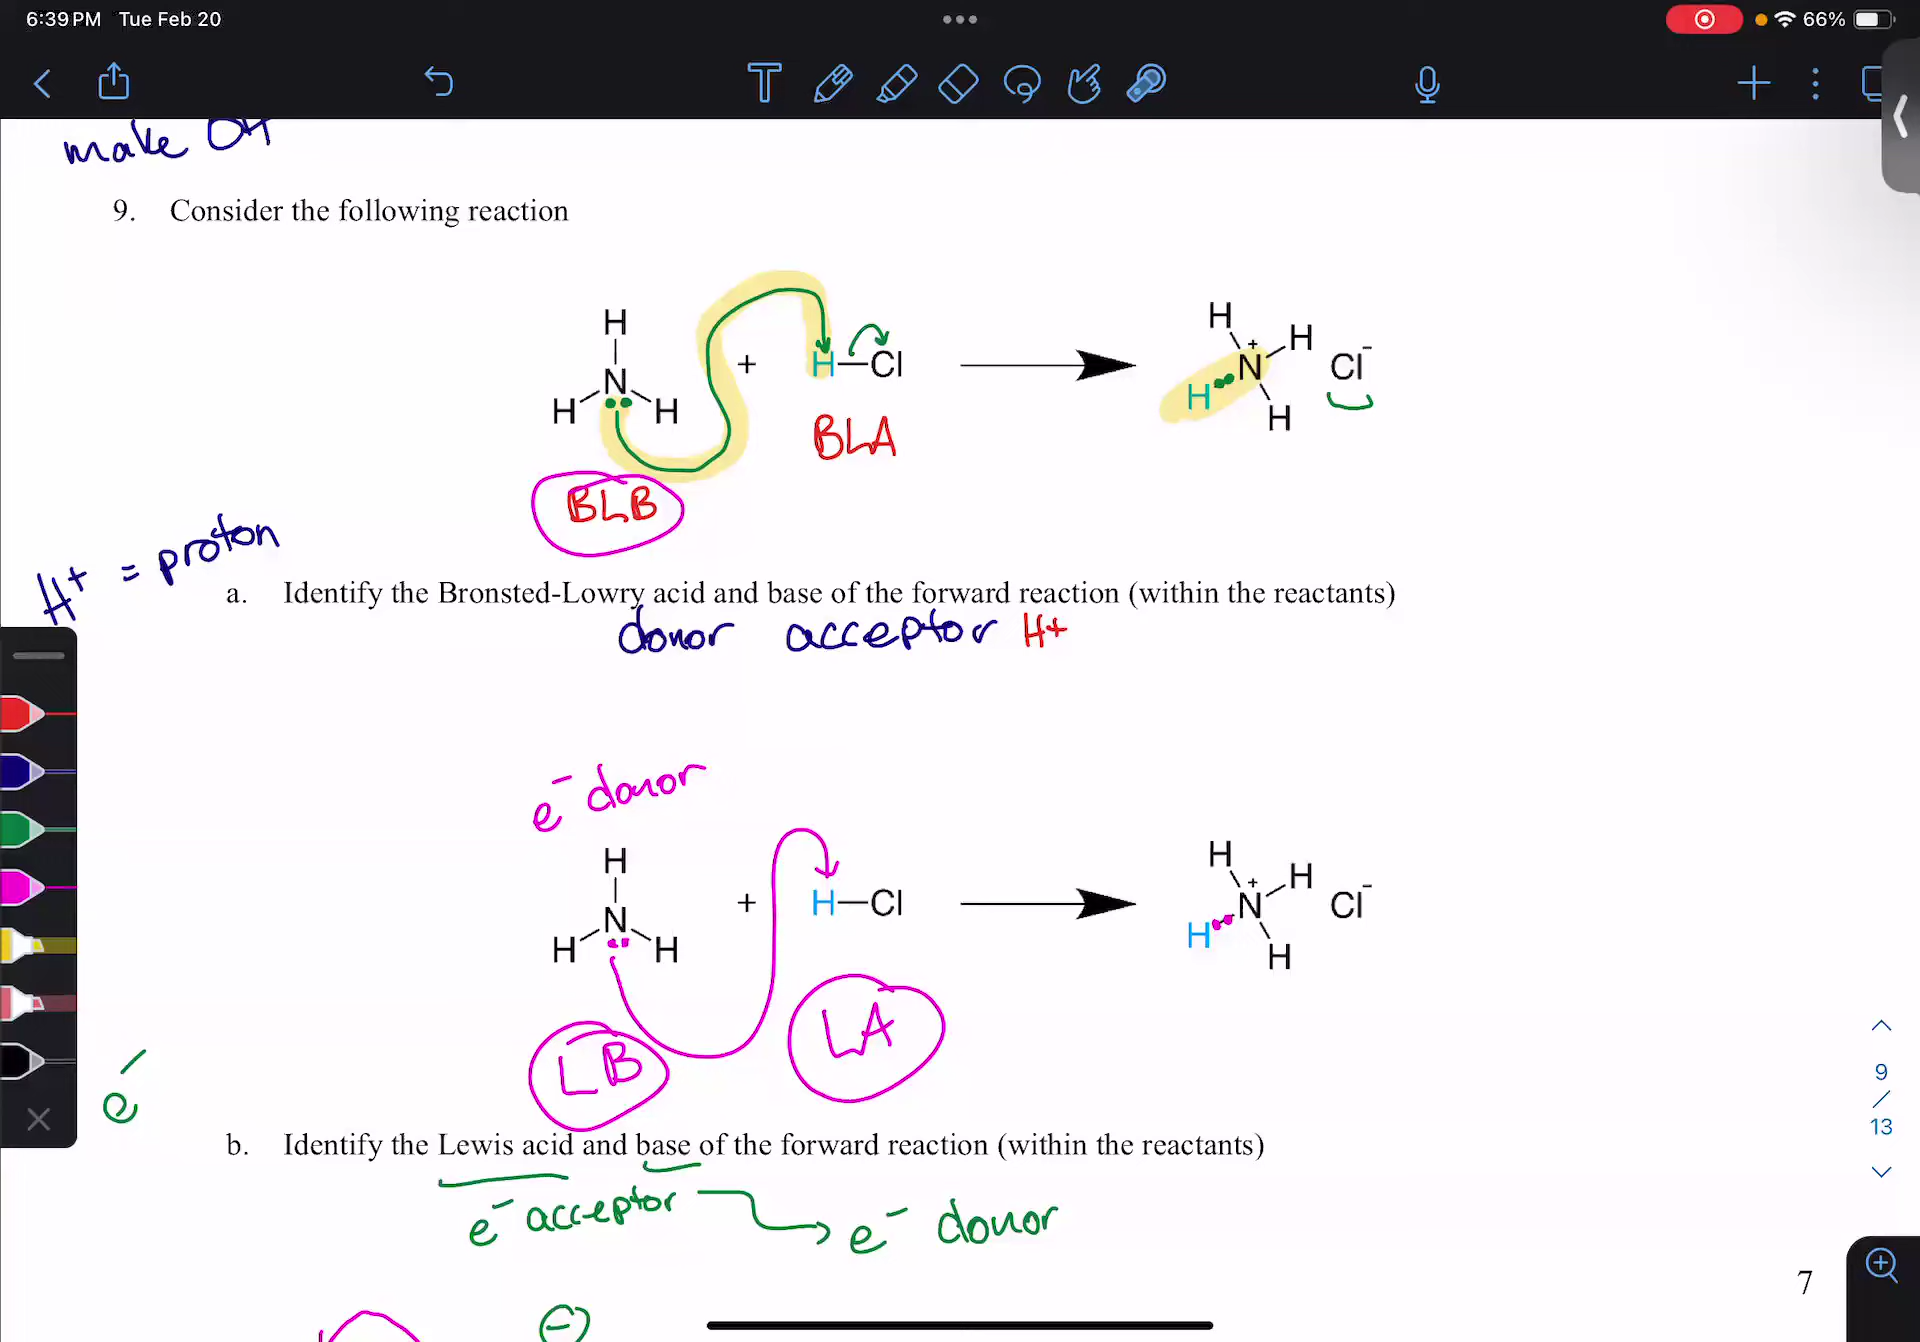 6:39 PM Tue Feb 20
66%
T
make OH
9. Consider the following reaction
H
H
H
N
+
H—Cl
N
+
H
Cl⁻
H
H
H
H
BLA
BLB
H+ = proton
a. Identify the Bronsted-Lowry acid and base of the forward reaction (within the reactants)
donor acceptor H+
e⁻ donor
H
H
H
N
+
H—Cl
N
+
H
Cl⁻
H
H
H
H
LA
LB
9
/
13
e⁻
b. Identify the Lewis acid and base of the forward reaction (within the reactants)
e⁻ acceptor
e⁻ donor
7